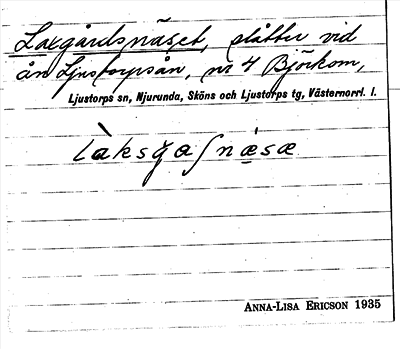 Laxgårdsnäset, slåtter vid
ån Ljustorpsån, nr 4 Björkom,
Ljustorps sn, Njurunda, Sköns och Ljustorps tg, Västernorrl. l.
ANNA-LISA ERICSON 1935